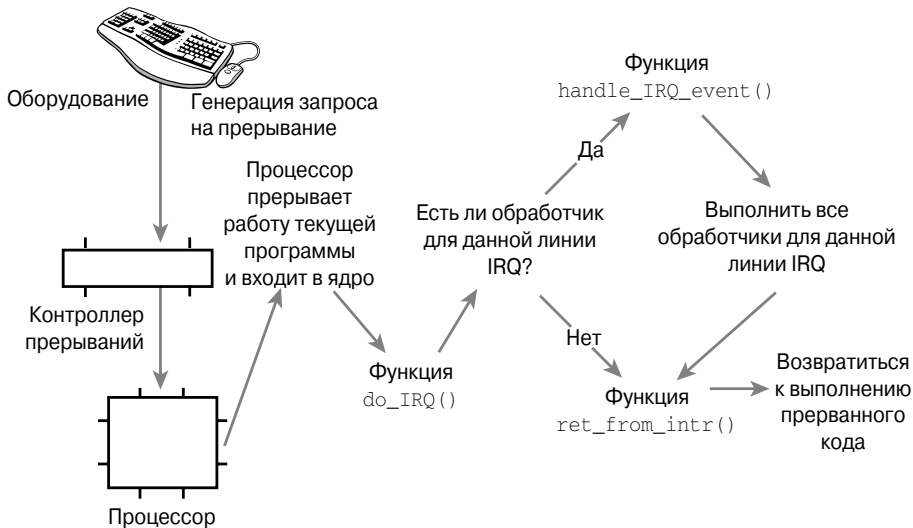 Оборудование
Генерация запроса
на прерывание
Контроллер
прерываний
Процессор
Процессор
прерывает
работу текущей
программы
и входит в ядро
Функция
do_IRQ()
Есть ли обработчик
для данной линии
IRQ?
Да
Функция
handle_IRQ_event()
Выполнить все
обработчики для данной
линии IRQ
Нет
Функция
ret_from_intr()
Возвратиться
к выполнению
прерванного
кода